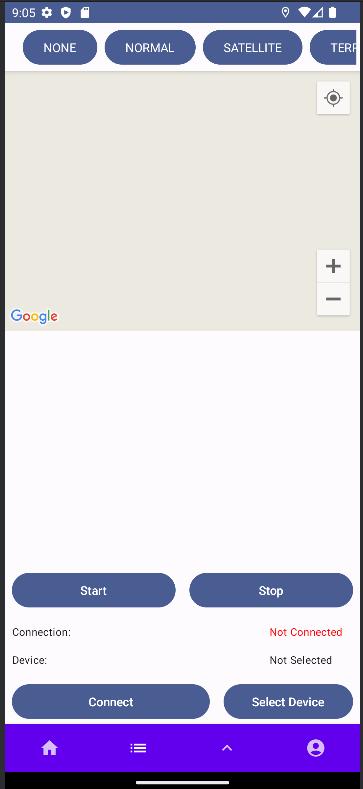 9:05
NONE
NORMAL
SATELLITE
TERR
Google
Start
Stop
Connection:
Not Connected
Device:
Not Selected
Connect
Select Device